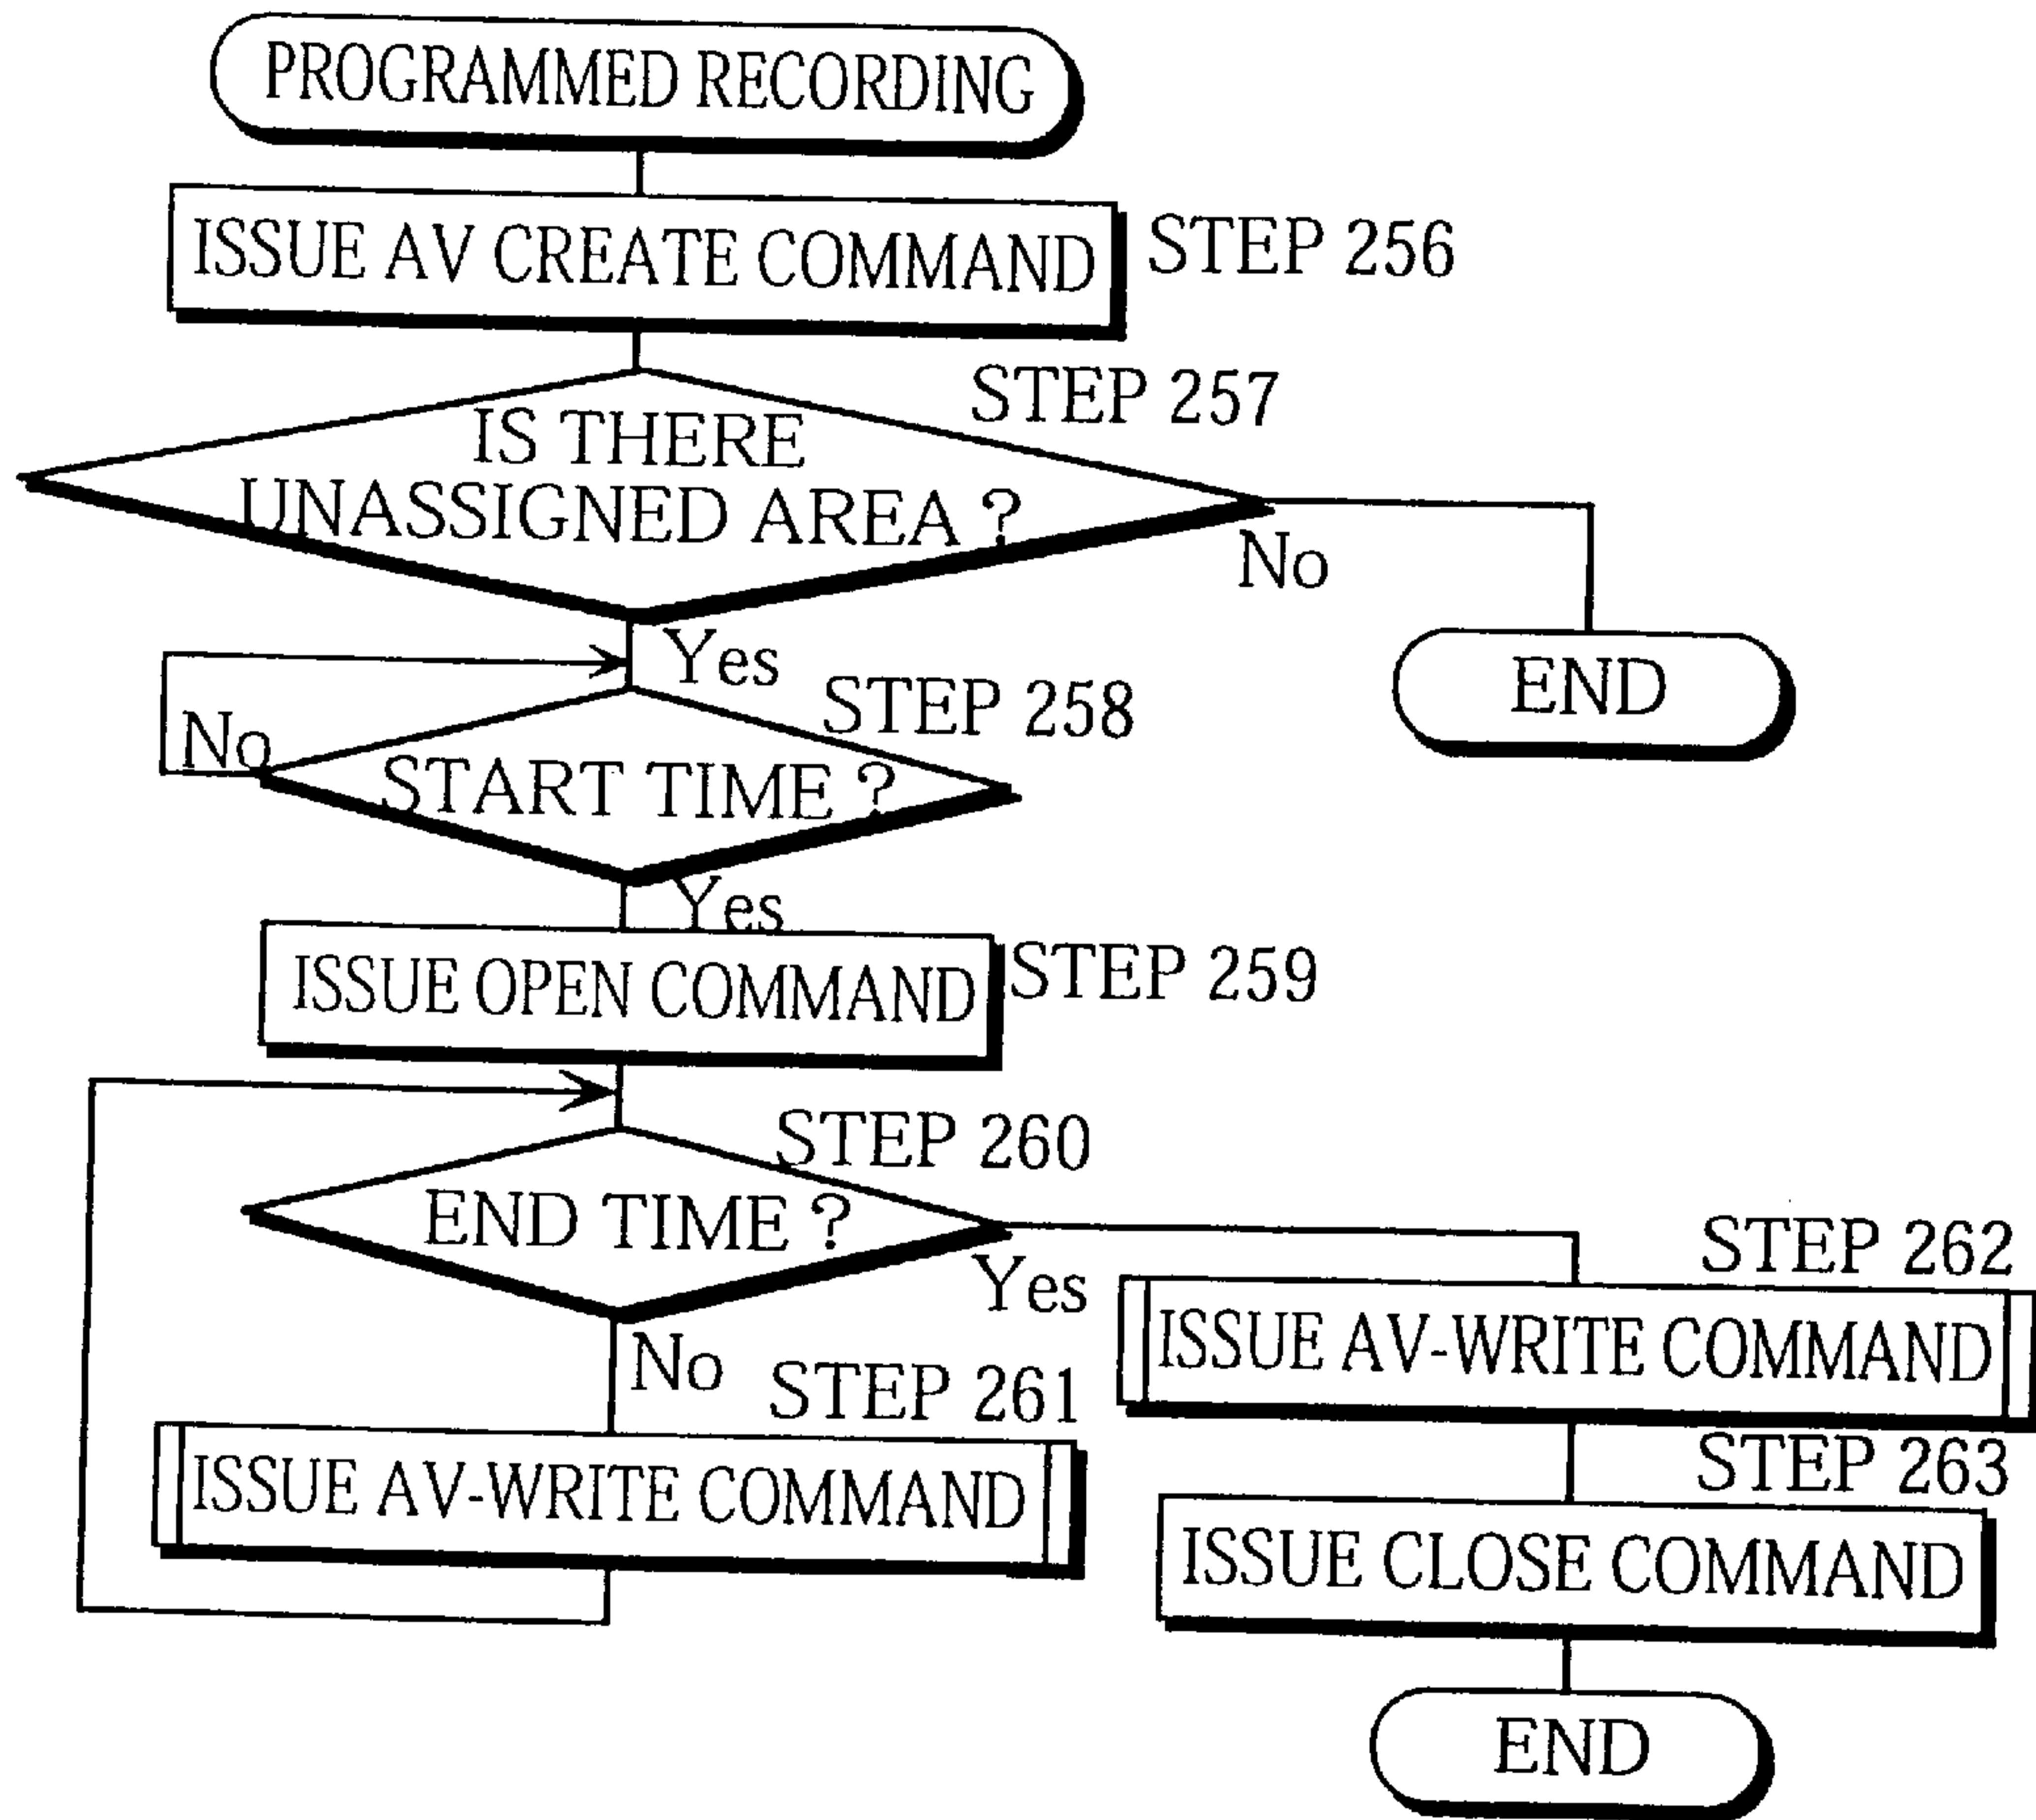 PROGRAMMED RECORDING
ISSUE AV CREATE COMMAND
STEP 256
STEP 257
IS THERE
UNASSIGNED AREA ?
No
END
Yes
STEP 258
No
START TIME ?
Yes
ISSUE OPEN COMMAND
STEP 259
STEP 260
END TIME ?
Yes
No
STEP 261
ISSUE AV-WRITE COMMAND
STEP 262
ISSUE AV-WRITE COMMAND
STEP 263
ISSUE CLOSE COMMAND
END